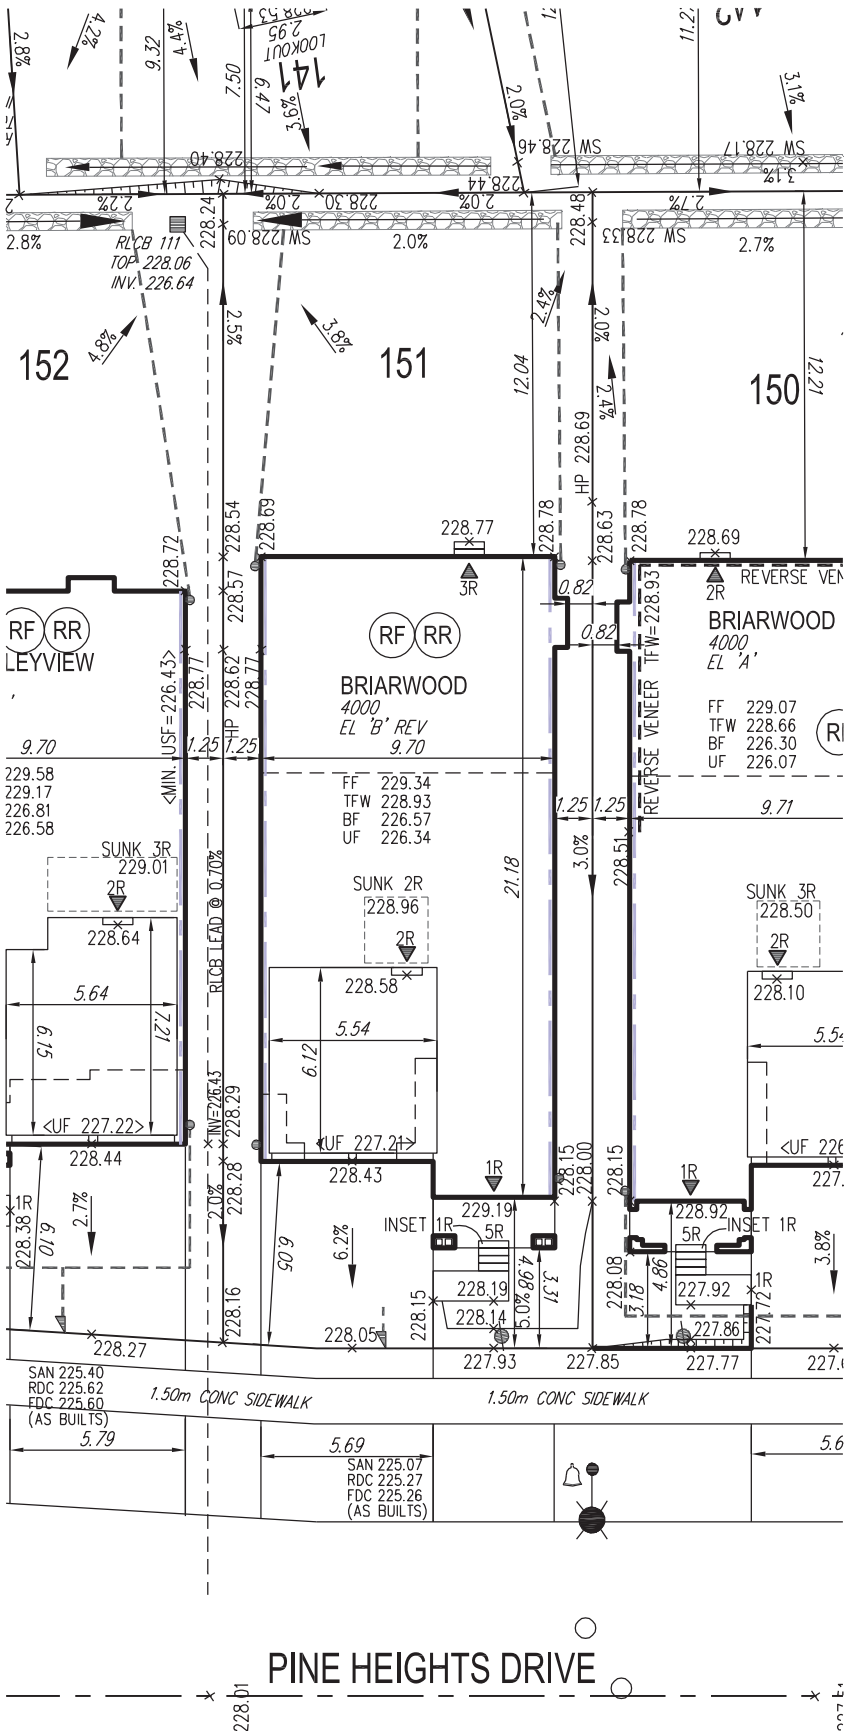 2.8%
4.2%
9.32
4.4%
7.50
6.47
228.53
2.95
LOOKOUT
141
3.9%
2.0%
11.27
3.1%
228.40
228.46 SW
228.17 SW
3.1%
2.2%
2.0%
228.30
228.44
2.0%
2.7%
228.24
228.48
2.8%
228.09 SW
2.0%
228.33 SW
2.7%
RLCB 111
TOP 228.06
INV. 226.64
4.8%
2.5%
3.8%
2.4%
2.0%
2.4%
152
151
150
12.04
12.21
HP 228.69
228.72
228.54
228.69
228.77
228.78
228.63
228.78
228.69
228.57
3R
0.82
0.82
2R
REVERSE VEN
RF RR
LEYVIEW
RF RR
BRIARWOOD
4000
EL 'B' REV
BRIARWOOD
4000
EL 'A'
REVERSE VENEER TFW=228.93
<MIN. USF=226.43>
228.77
HP 228.62
228.77
9.70
1.25
1.25
9.70
FF 229.07
TFW 228.66
BF 226.30
UF 226.07
229.58
229.17
226.81
226.58
FF 229.34
TFW 228.93
BF 226.57
UF 226.34
1.25
1.25
9.71
3.0%
228.51
21.18
SUNK 3R
229.01
2R
228.64
RLCB LEAD @ 0.70%
SUNK 2R
228.96
2R
228.58
SUNK 3R
228.50
2R
228.10
5.64
6.15
7.21
5.54
6.12
5.54
INV=226.43
228.29
<UF 227.22>
228.44
<UF 227.21>
228.43
228.28
2.0%
228.15
228.00
228.15
1R
228.38
6.10
2.7%
6.05
6.2%
1R
229.19
INSET 1R
5R
4.98
5.0%
3.31
1R
228.92
INSET 1R
5R
3.18
4.86
228.08
3.8%
228.16
228.15
228.19
228.14
227.92
227.86
1R
227.72
228.27
228.05
227.93
227.85
227.77
SAN 225.40
RDC 225.62
FDC 225.60
(AS BUILTS)
1.50m CONC SIDEWALK
1.50m CONC SIDEWALK
5.79
5.69
SAN 225.07
RDC 225.27
FDC 225.26
(AS BUILTS)
PINE HEIGHTS DRIVE
228.01